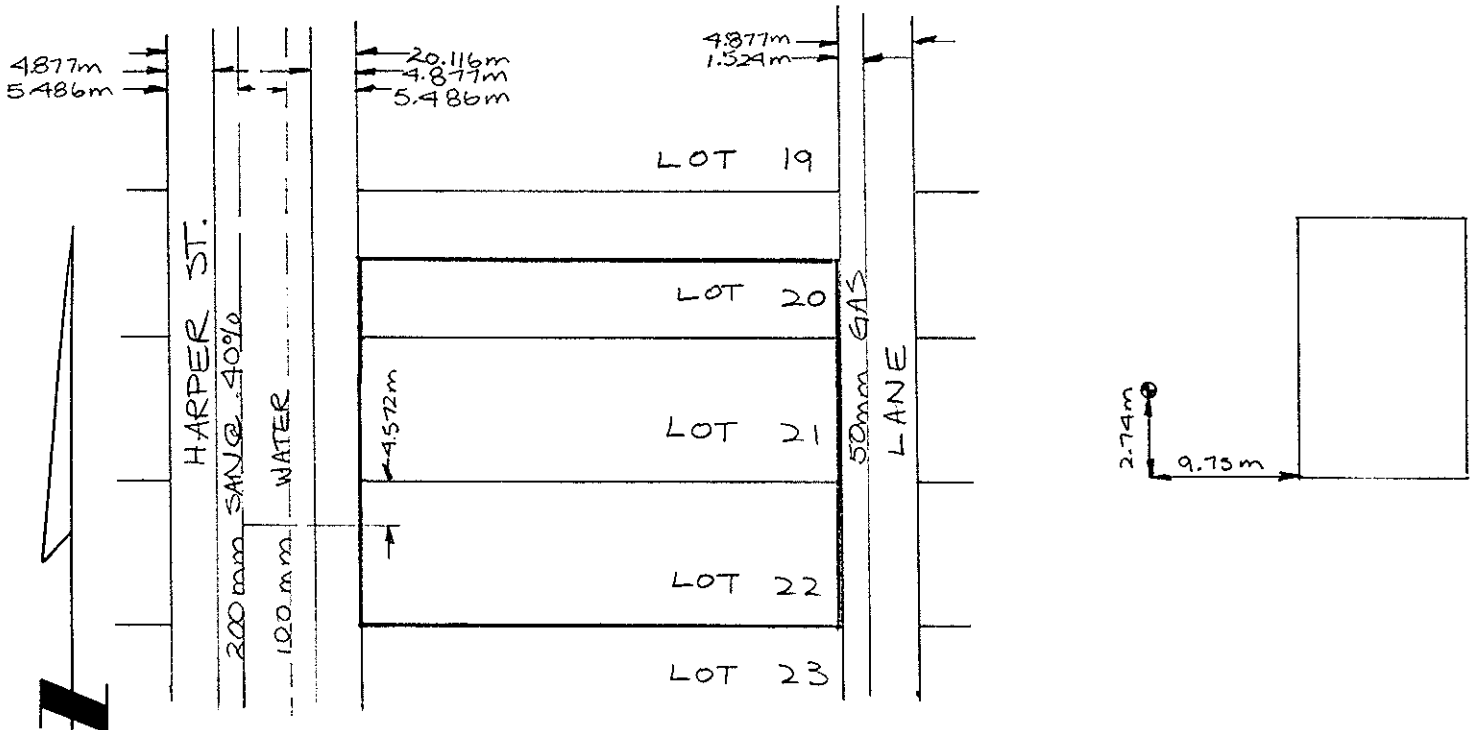 4.877m
5.486m
20.116m
4.877m
5.486m
4.877m
1.524m
LOT 19
HARPER ST.
200mm SAN@ .40%
100mm WATER
4.572m
LOT 20
LOT 21
LOT 22
LOT 23
50mm GAS
LANE
2.74m
9.75m